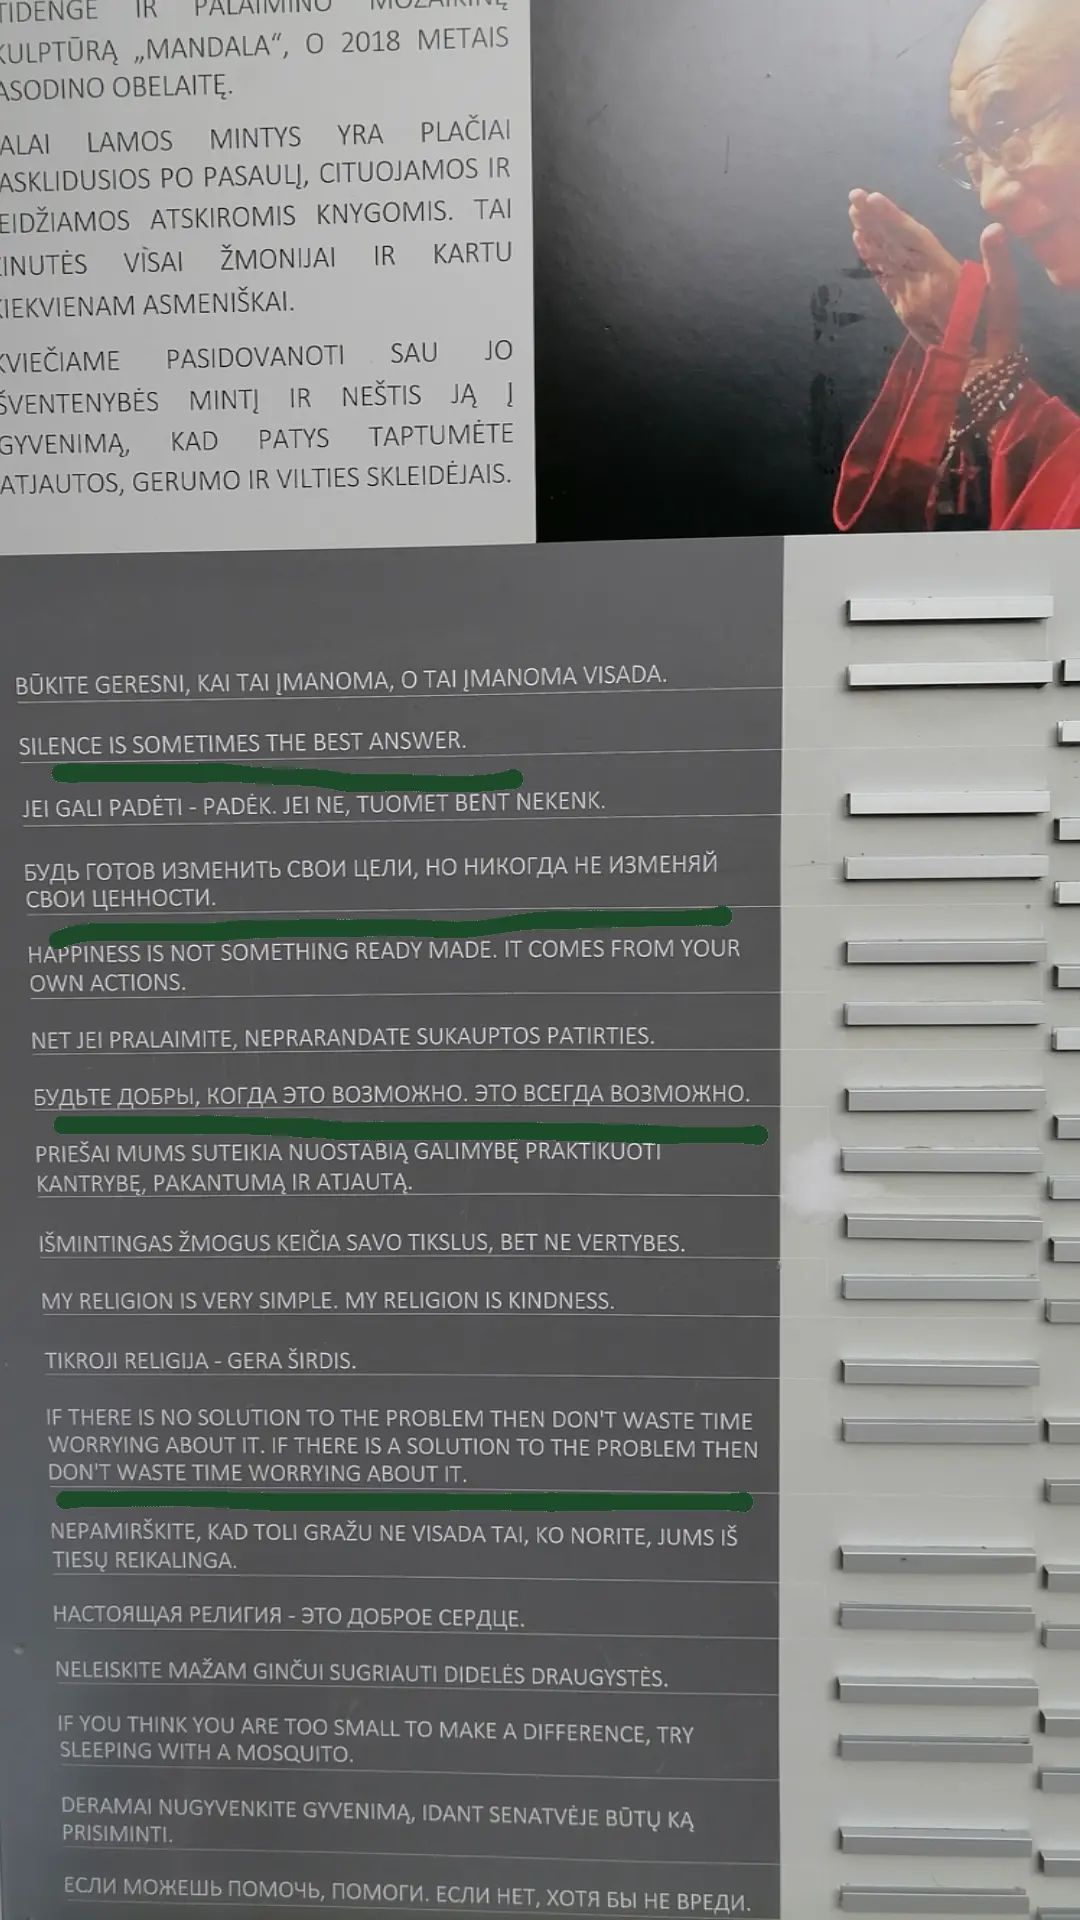 IR PALAIMINO MOZAIKINĘ
„MANDALA“, O 2018 METAIS
OBELAITĘ.
LAMOS MINTYS YRA PLAČIAI
PO PASAULĮ, CITUOJAMOS IR
ATSKIROMIS KNYGOMIS. TAI
VISAI ŽMONIJAI IR KARTU
ASMENIŠKAI.
PASIDOVANOTI SAU JO
ŠVENTENYBĖS MINTĮ IR NEŠTIS JĄ Į
GYVENIMĄ, KAD PATYS TAPTUMĖTE
ATJAUTOS, GERUMO IR VILTIES SKLEIDĖJAIS.
BŪKITE GERESNI, KAI TAI ĮMANOMA, O TAI ĮMANOMA VISADA.
SILENCE IS SOMETIMES THE BEST ANSWER.
JEI GALI PADĖTI - PADĖK. JEI NE, TUOMET BENT NEKENK.
БУДЬ ГОТОВ ИЗМЕНИТЬ СВОИ ЦЕЛИ, НО НИКОГДА НЕ ИЗМЕНЯЙ
СВОИ ЦЕННОСТИ.
HAPPINESS IS NOT SOMETHING READY MADE. IT COMES FROM YOUR
OWN ACTIONS.
NET JEI PRALAIMITE, NEPRARANDATE SUKAUPTOS PATIRTIES.
БУДЬТЕ ДОБРЫ, КОГДА ЭТО ВОЗМОЖНО. ЭТО ВСЕГДА ВОЗМОЖНО.
PRIEŠAI MUMS SUTEIKIA NUOSTABIĄ GALIMYBĘ PRAKTIKUOTI
KANTRYBĘ, PAKANTUMĄ IR ATJAUTĄ.
IŠMINTINGAS ŽMOGUS KEIČIA SAVO TIKSLUS, BET NE VERTYBES.
MY RELIGION IS VERY SIMPLE. MY RELIGION IS KINDNESS.
TIKROJI RELIGIJA - GERA ŠIRDIS.
IF THERE IS NO SOLUTION TO THE PROBLEM THEN DON'T WASTE TIME
WORRYING ABOUT IT. IF THERE IS A SOLUTION TO THE PROBLEM THEN
DON'T WASTE TIME WORRYING ABOUT IT.
NEPAMIRŠKITE, KAD TOLI GRAŽU NE VISADA TAI, KO NORITE, JUMS IŠ
TIESŲ REIKALINGA.
НАСТОЯЩАЯ РЕЛИГИЯ - ЭТО ДОБРОЕ СЕРДЦЕ.
NELEISKITE MAŽAM GINČUI SUGRIAUTI DIDELĖS DRAUGYSTĖS.
IF YOU THINK YOU ARE TOO SMALL TO MAKE A DIFFERENCE, TRY
SLEEPING WITH A MOSQUITO.
DERAMAI NUGYVENKITE GYVENIMĄ, IDANT SENATVĖJE BŪTŲ KĄ
PRISIMINTI.
ЕСЛИ МОЖЕШЬ ПОМОЧЬ, ПОМОГИ. ЕСЛИ НЕТ, ХОТЯ БЫ НЕ ВРЕДИ.